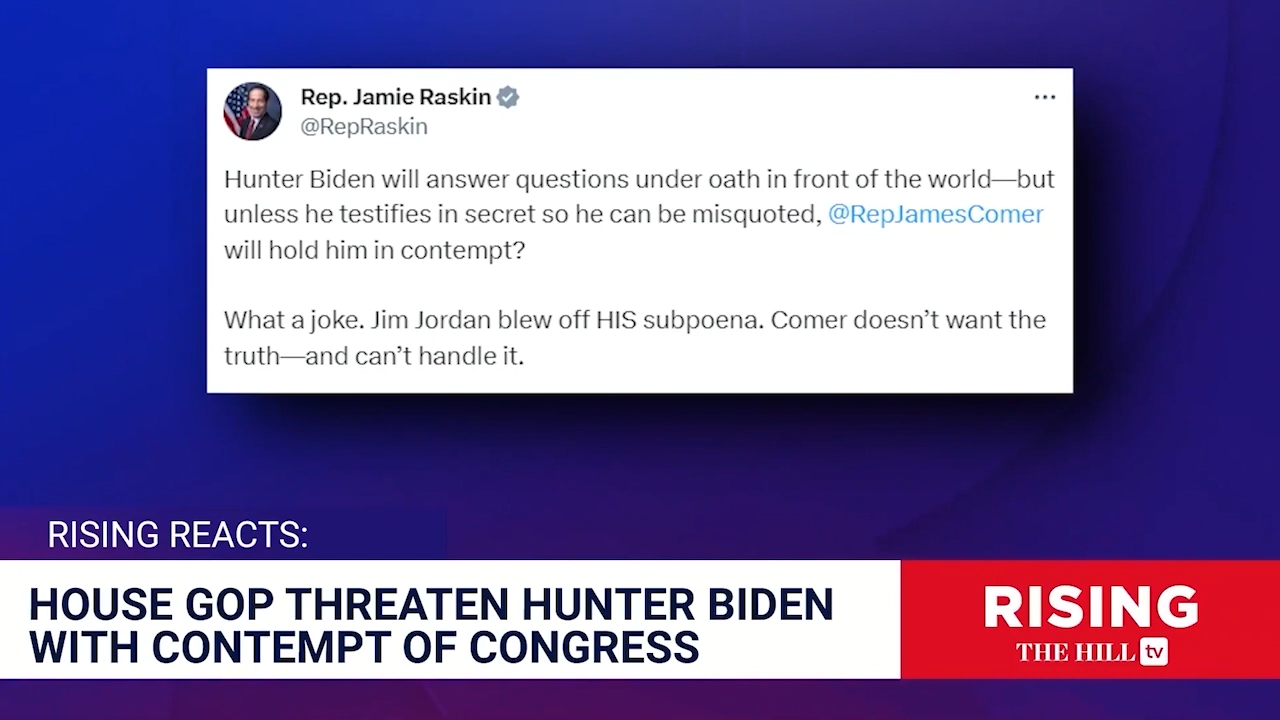 Rep. Jamie Raskin
@RepRaskin
Hunter Biden will answer questions under oath in front of the world—but
unless he testifies in secret so he can be misquoted, @RepJamesComer
will hold him in contempt?
What a joke. Jim Jordan blew off HIS subpoena. Comer doesn’t want the
truth—and can’t handle it.
RISING REACTS:
HOUSE GOP THREATEN HUNTER BIDEN
WITH CONTEMPT OF CONGRESS
RISING
THE HILL tv